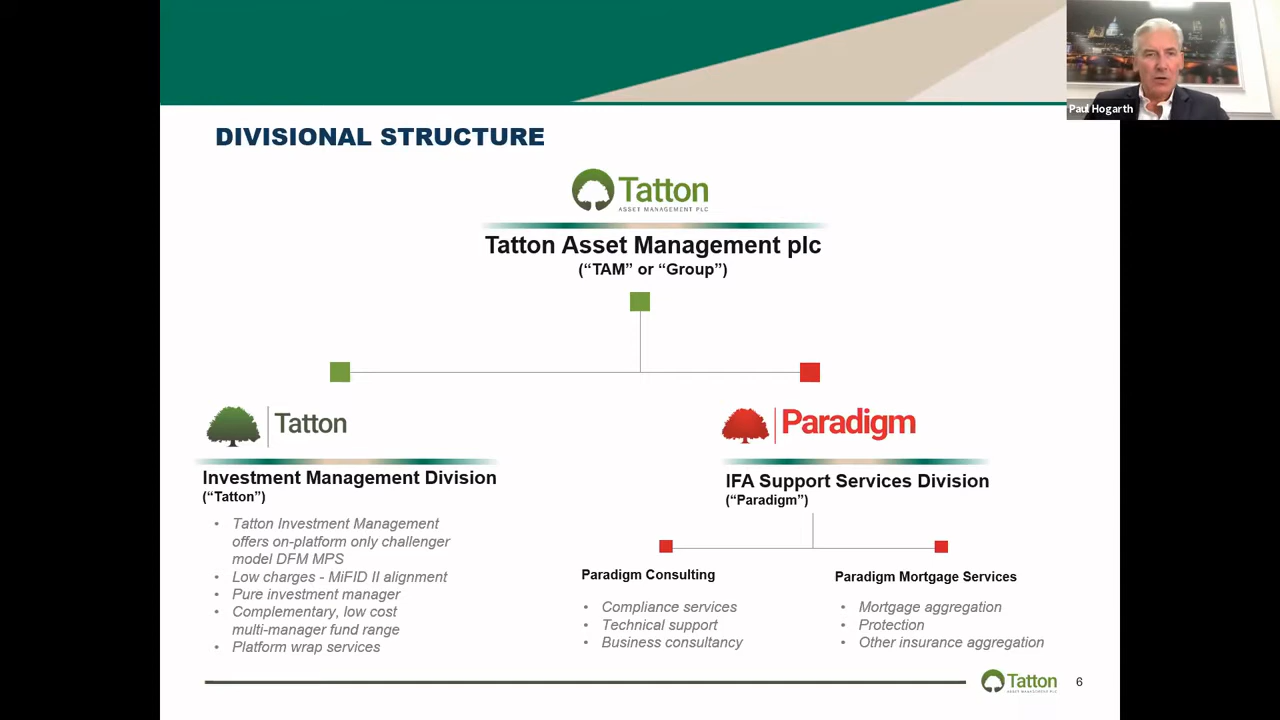 Paul Hogarth
DIVISIONAL STRUCTURE
Tatton
ASSET MANAGEMENT PLC
Tatton Asset Management plc
(“TAM” or “Group”)
Tatton
Investment Management Division
(“Tatton”)
• Tatton Investment Management
offers on-platform only challenger
model DFM MPS
• Low charges - MiFID II alignment
• Pure investment manager
• Complementary, low cost
multi-manager fund range
• Platform wrap services
Paradigm
IFA Support Services Division
(“Paradigm”)
Paradigm Consulting
• Compliance services
• Technical support
• Business consultancy
Paradigm Mortgage Services
• Mortgage aggregation
• Protection
• Other insurance aggregation
Tatton
ASSET MANAGEMENT PLC
6